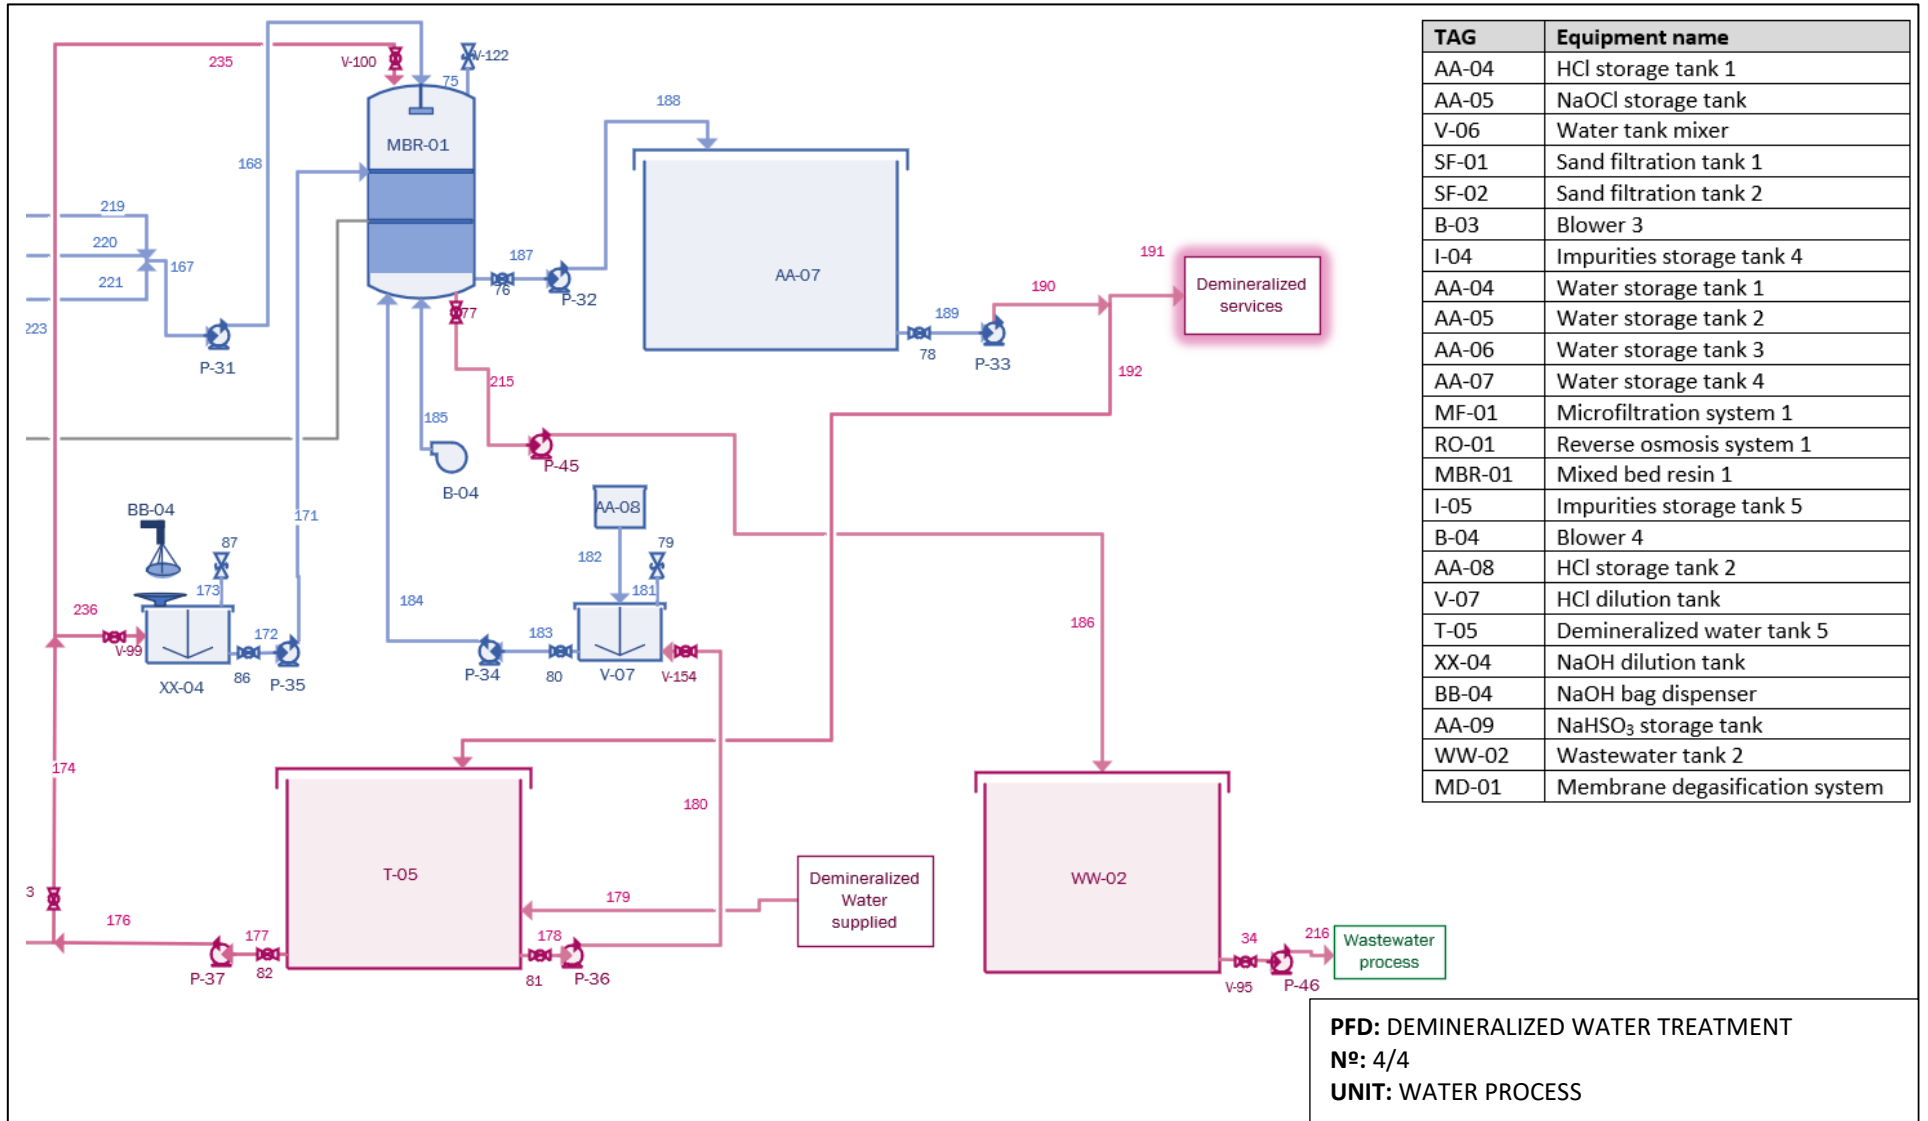 235
V-100
V-122
75
188
MBR-01
168
191
Demineralized
services
219
220
167
221
223
187
76
P-32
AA-07
190
189
78
P-33
77
P-31
192
215
185
P-45
B-04
BB-04
87
171
AA-08
79
182
173
181
184
236
V-99
172
86
P-35
XX-04
183
P-34
80
V-07
V-154
186
174
180
T-05
179
Demineralized
Water
supplied
WW-02
3
176
177
82
P-37
178
81
P-36
34
V-95
P-46
216
Wastewater
process
TAG Equipment name
AA-04 HCl storage tank 1
AA-05 NaOCl storage tank
V-06 Water tank mixer
SF-01 Sand filtration tank 1
SF-02 Sand filtration tank 2
B-03 Blower 3
I-04 Impurities storage tank 4
AA-04 Water storage tank 1
AA-05 Water storage tank 2
AA-06 Water storage tank 3
AA-07 Water storage tank 4
MF-01 Microfiltration system 1
RO-01 Reverse osmosis system 1
MBR-01 Mixed bed resin 1
I-05 Impurities storage tank 5
B-04 Blower 4
AA-08 HCl storage tank 2
V-07 HCl dilution tank
T-05 Demineralized water tank 5
XX-04 NaOH dilution tank
BB-04 NaOH bag dispenser
AA-09 NaHSO₃ storage tank
WW-02 Wastewater tank 2
MD-01 Membrane degasification system
PFD: DEMINERALIZED WATER TREATMENT
Nº: 4/4
UNIT: WATER PROCESS